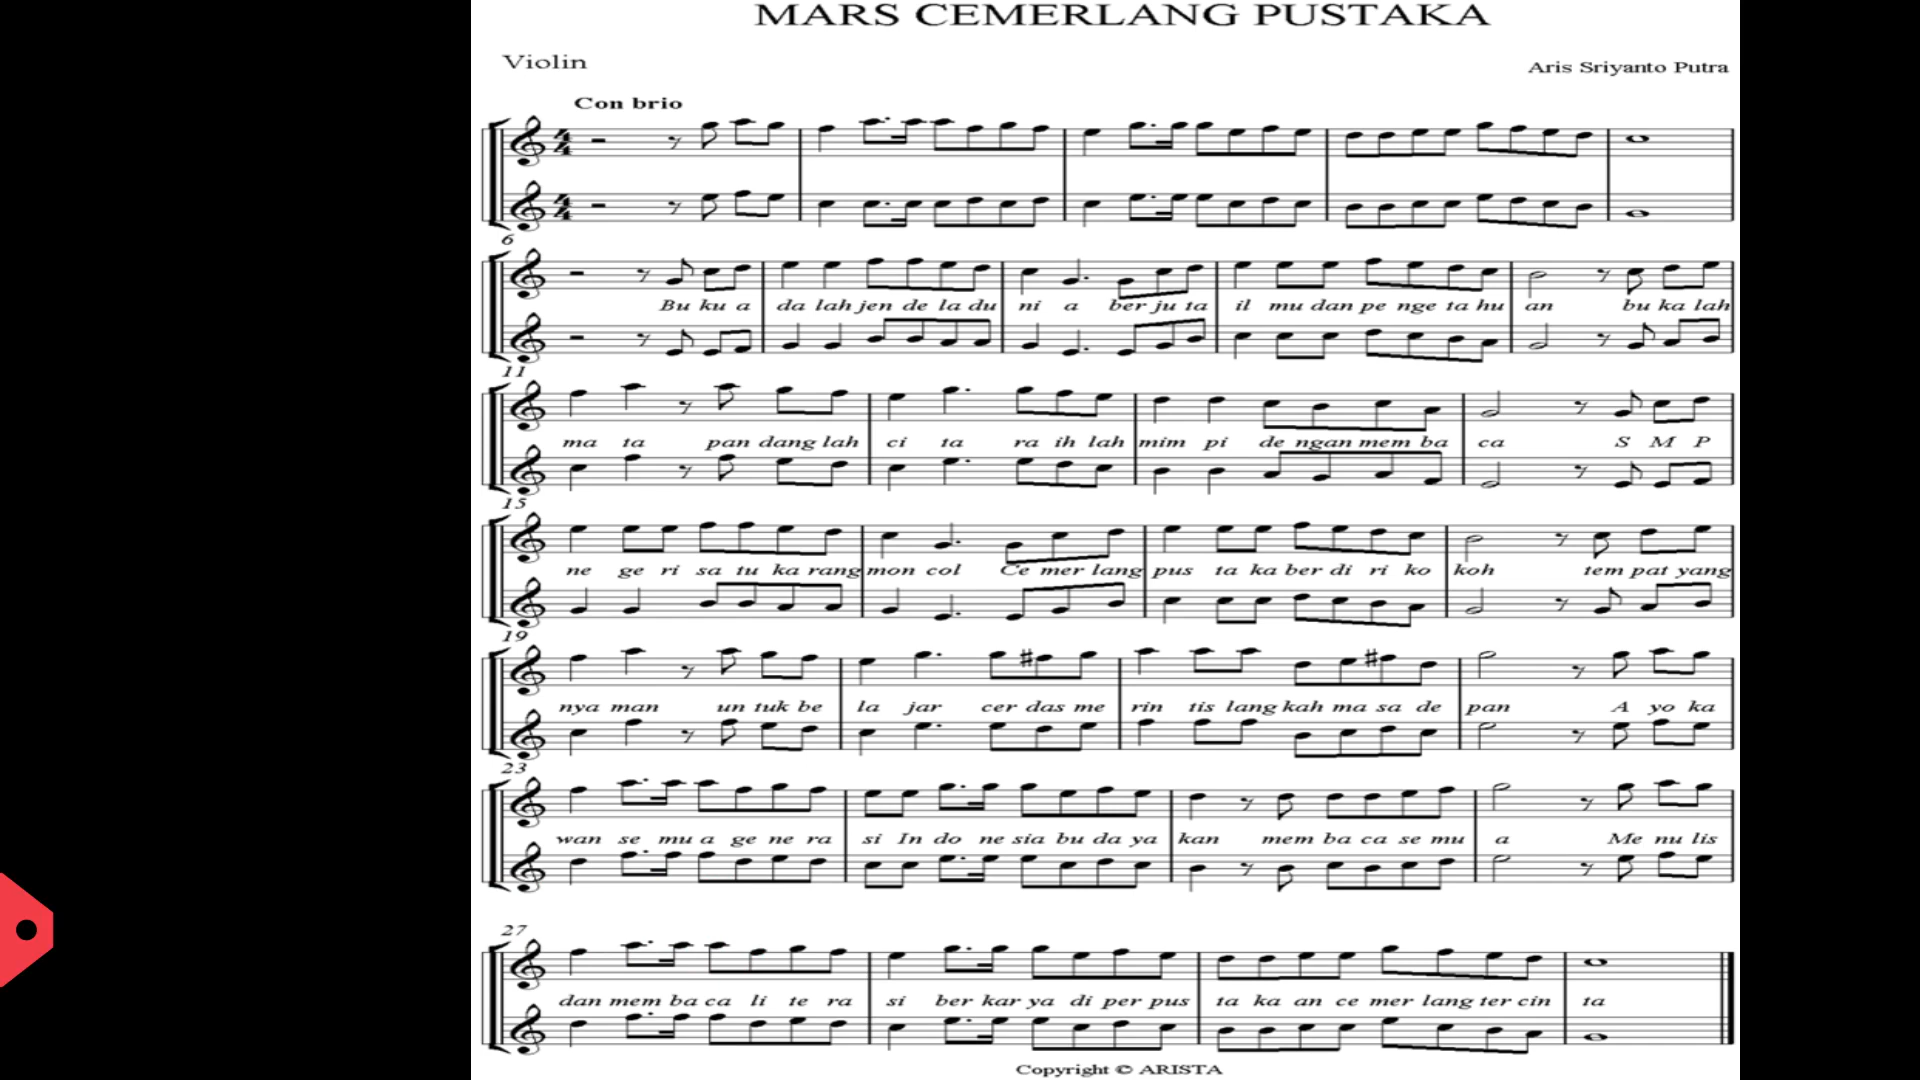 MARS CEMERLANG PUSTAKA
Violin
Aris Sriyanto Putra
Con brio
6
Bu ku a da lah jen de la du ni a ber ju ta il mu dan pe nge ta hu an bu ka lah
11
ma ta pan dang lah ci ta ra ih lah mim pi de ngan mem ba ca S M P
15
ne ge ri sa tu ka rang mon col Ce mer lang pus ta ka ber di ri ko koh tem pat yang
19
nya man un tuk be la jar cer das me rin tis lang kah ma sa de pan A yo ka
23
wan se mu a ge ne ra si In do ne sia bu da ya kan mem ba ca se mu a Me nu lis
27
dan mem ba ca li te ra si ber kar ya di per pus ta ka an ce mer lang ter cin ta
Copyright © ARISTA